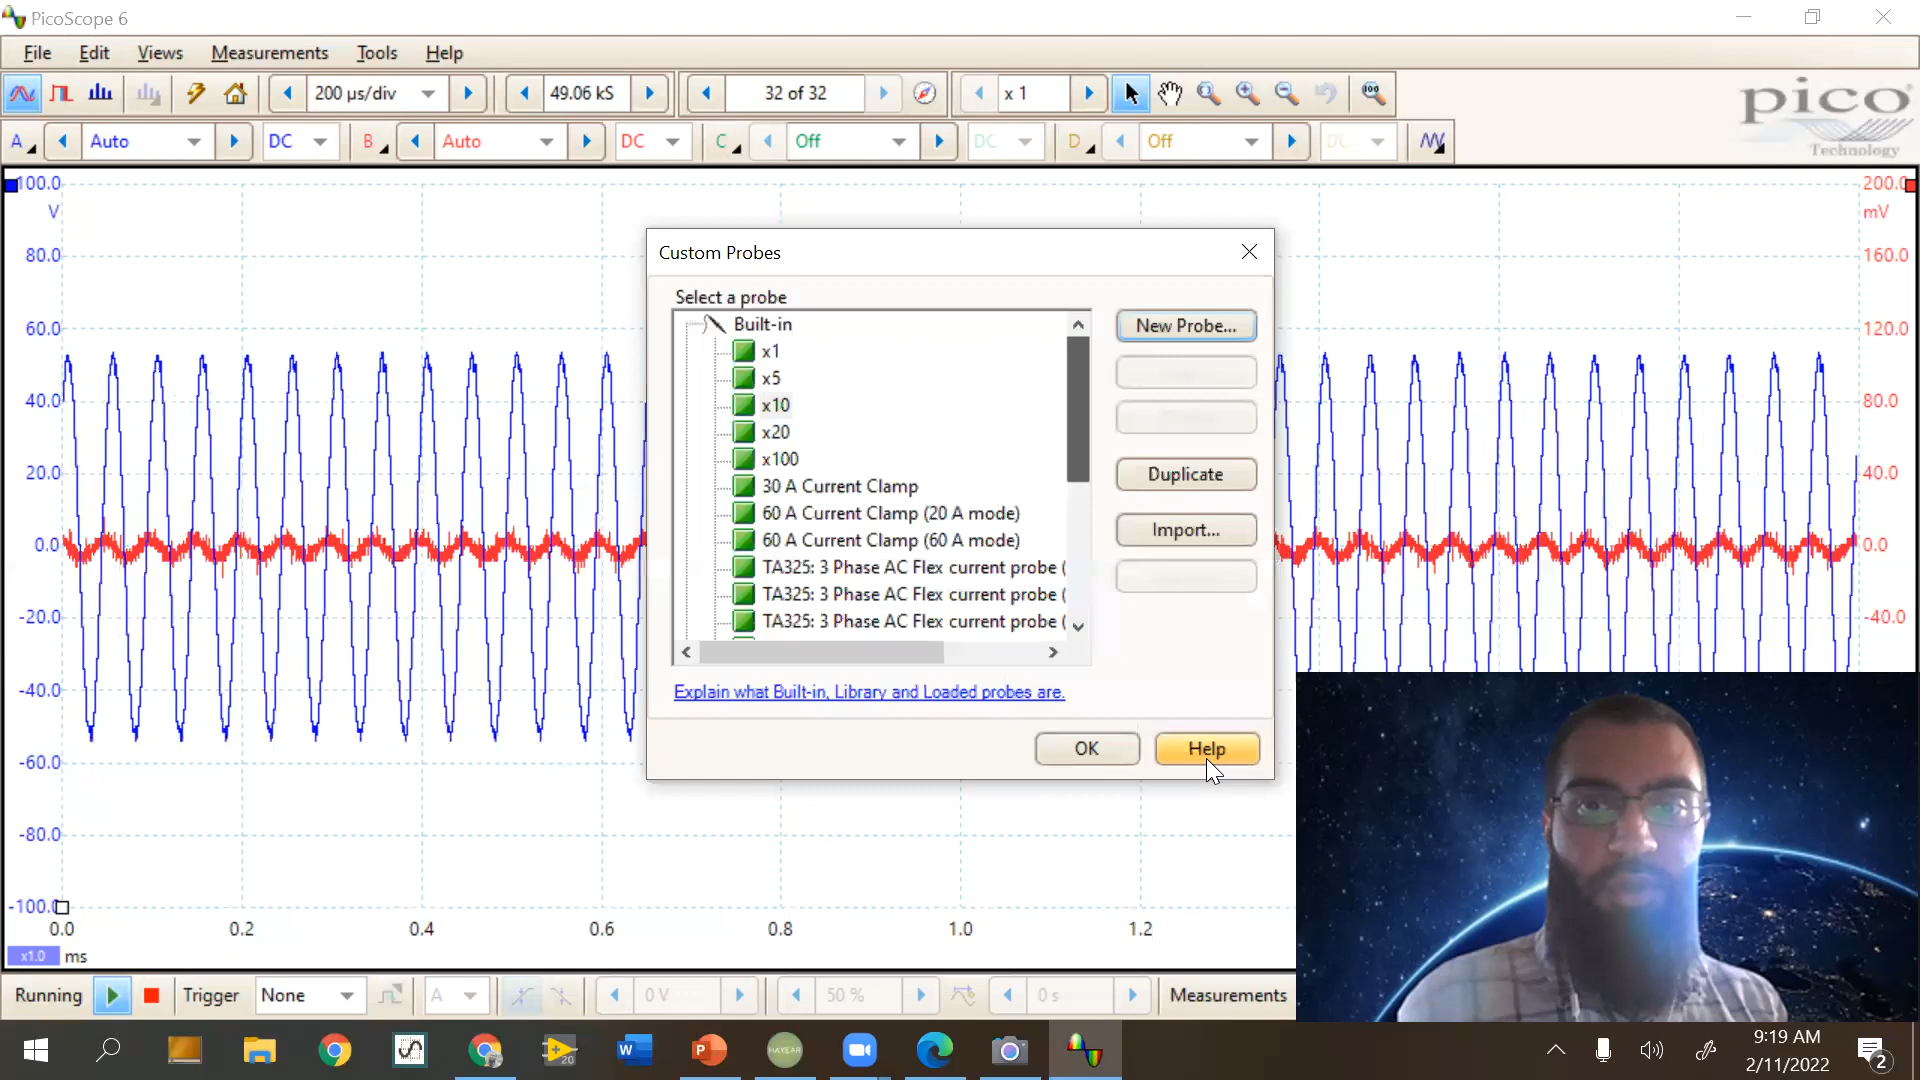 PicoScope 6
File Edit Views Measurements Tools Help
200 µs/div 49.06 kS 32 of 32 x 1
pico
Technology
A Auto DC B Auto DC C Off DC D Off DC
100.0
V
80.0
60.0
40.0
20.0
0.0
-20.0
-40.0
-60.0
-80.0
-100.0
200.0
mV
160.0
120.0
80.0
40.0
0.0
-40.0
Custom Probes
Select a probe
Built-in
x1
x5
x10
x20
x100
30 A Current Clamp
60 A Current Clamp (20 A mode)
60 A Current Clamp (60 A mode)
TA325: 3 Phase AC Flex current probe (
TA325: 3 Phase AC Flex current probe (
TA325: 3 Phase AC Flex current probe (
New Probe...
Duplicate
Import...
Explain what Built-in, Library and Loaded probes are.
OK Help
0.0 0.2 0.4 0.6 0.8 1.0 1.2
x1.0 ms
Running Trigger None A 0 V 50 % 0 s Measurements
20 W P HAYEAR
9:19 AM
2/11/2022
2